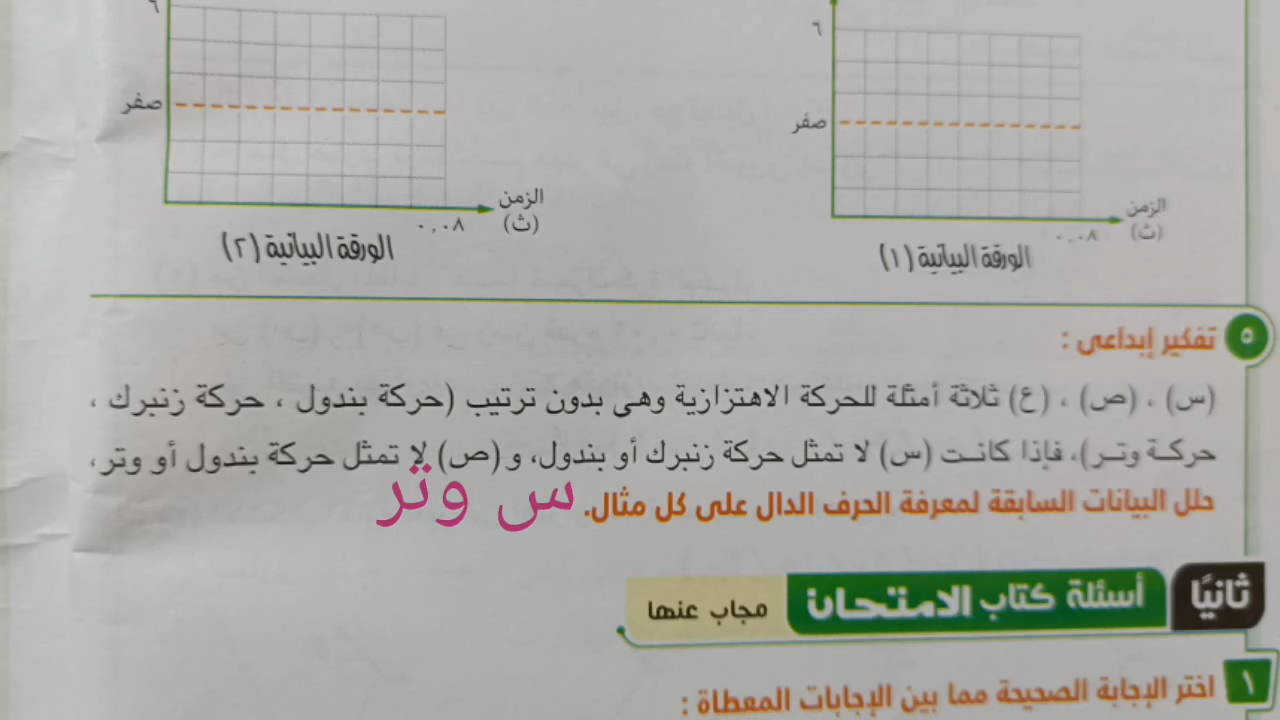 ٦
صفر
الزمن
(ث)
٠,٠٨
الورقة البيانية (١)
٦
صفر
الزمن
(ث)
٠,٠٨
الورقة البيانية (٢)
٥ تفكير إبداعى :
(س) ، (ص) ، (ع) ثلاثة أمثلة للحركة الاهتزازية وهى بدون ترتيب (حركة بندول ، حركة زنبرك ،
حركة وتر)، فإذا كانت (س) لا تمثل حركة زنبرك أو بندول، و (ص) لا تمثل حركة بندول أو وتر،
حلل البيانات السابقة لمعرفة الحرف الدال على كل مثال. س وتر
ثانيًا أسئلة كتاب الامتحان مجاب عنها
١ اختر الإجابة الصحيحة مما بين الإجابات المعطاة :